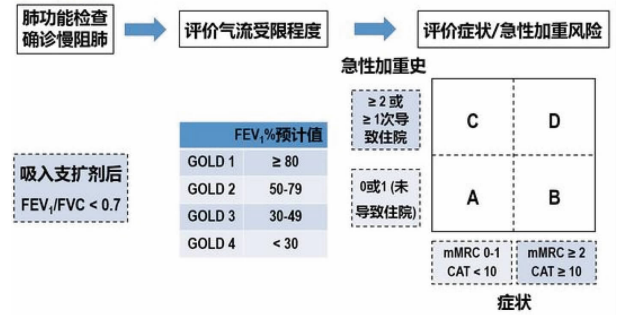 肺功能检查
确诊慢阻肺
评价气流受限程度
评价症状/急性加重风险
急性加重史
≥ 2 或
≥ 1次导
致住院
C
D
FEV₁%预计值
GOLD 1 ≥ 80
GOLD 2 50-79
GOLD 3 30-49
GOLD 4 < 30
吸入支扩剂后
FEV₁/FVC < 0.7
0或1 (未
导致住院)
A
B
mMRC 0-1
CAT < 10
mMRC ≥ 2
CAT ≥ 10
症状